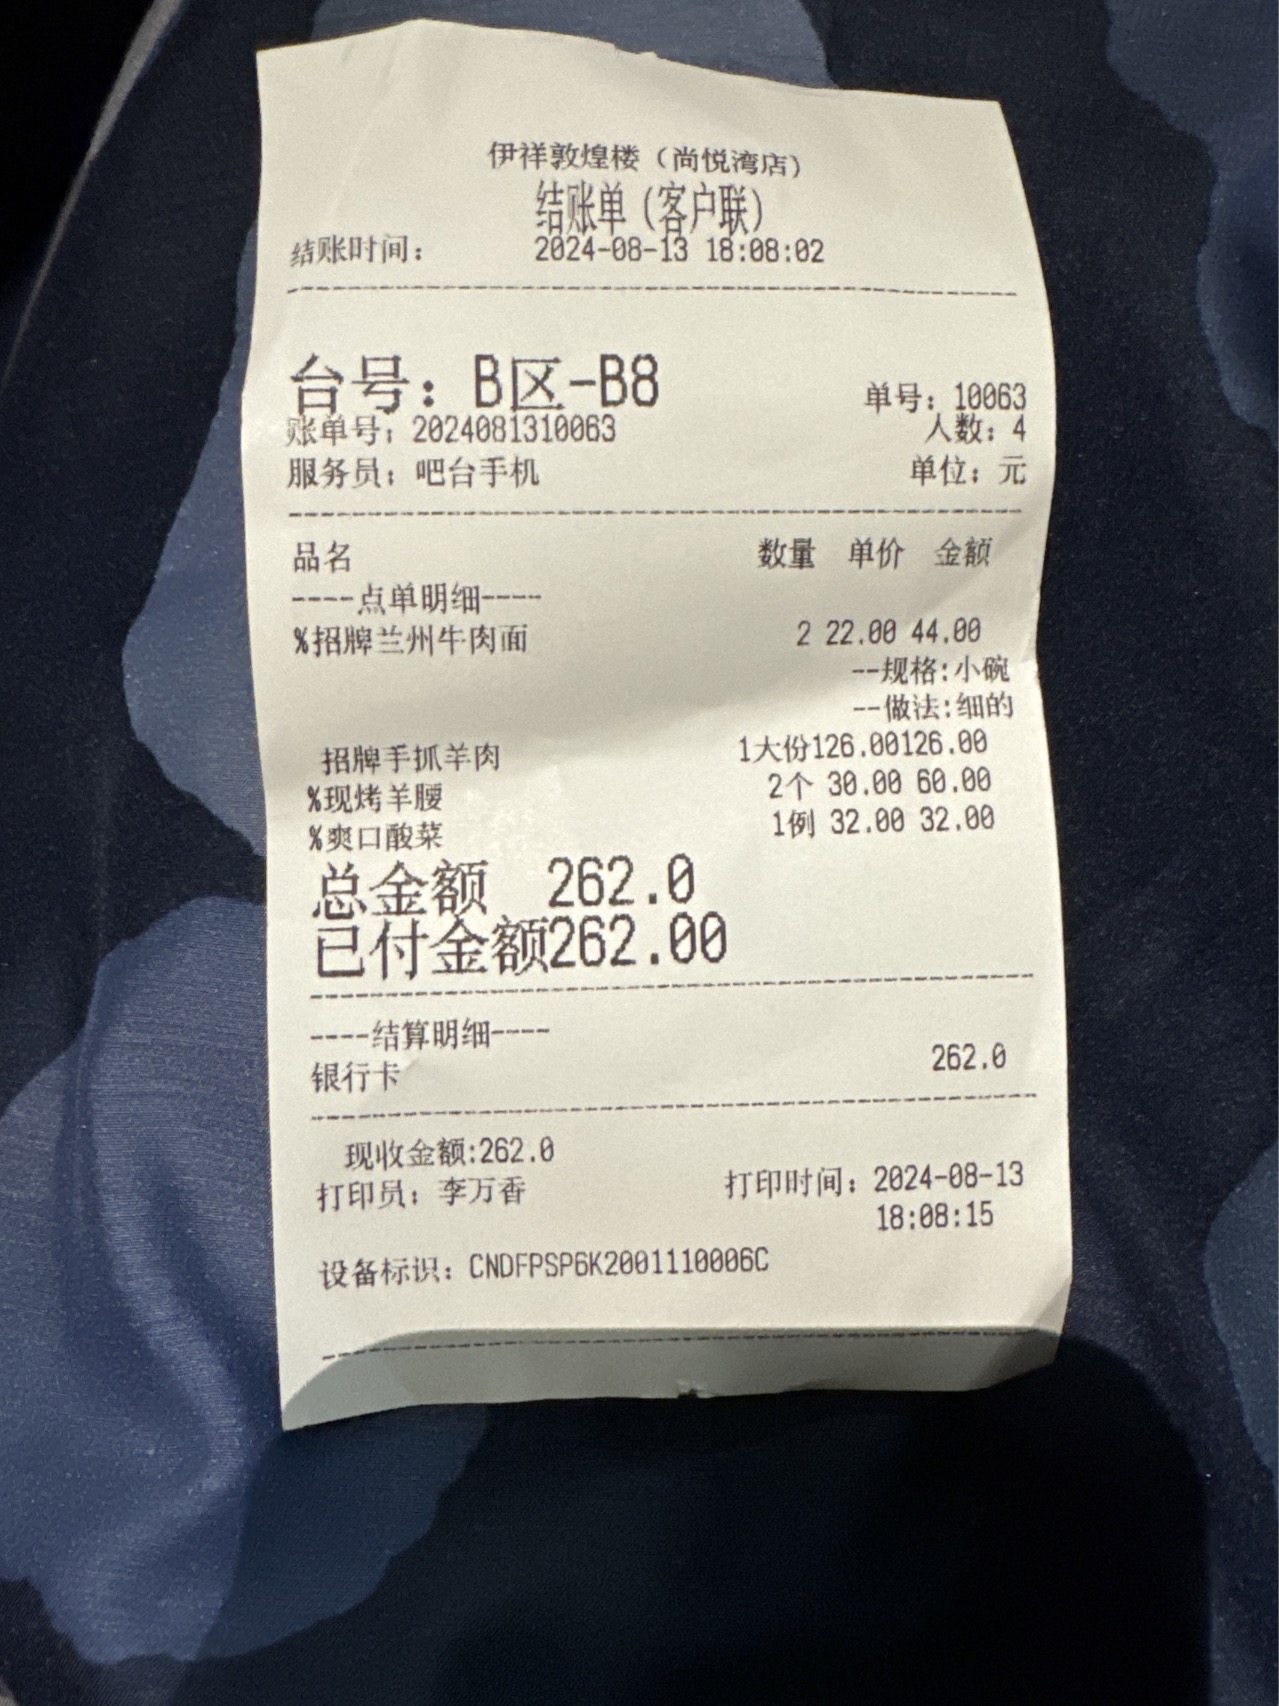 伊祥敦煌楼（尚悦湾店）
结账单（客户联）
结账时间： 2024-08-13 18:08:02
台号：B区-B8
单号：10063
账单号：2024081310063 人数：4
服务员：吧台手机 单位：元
品名 数量 单价 金额
----点单明细----
%招牌兰州牛肉面 2 22.00 44.00
--规格:小碗
--做法:细的
招牌手抓羊肉 1大份126.00126.00
%现烤羊腰 2个 30.00 60.00
%爽口酸菜 1例 32.00 32.00
总金额 262.0
已付金额262.00
----结算明细----
银行卡 262.0
现收金额:262.0
打印员：李万香 打印时间：2024-08-13
18:08:15
设备标识：CNDFPSP6K2001110006C